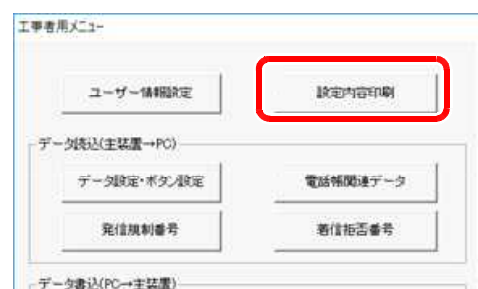 工事者用メニュー
ユーザー情報設定
設定内容印刷
データ読込(主装置→PC)
データ設定・ボタン設定
電話帳関連データ
発信規制番号
着信拒否番号
データ書込(PC→主装置)